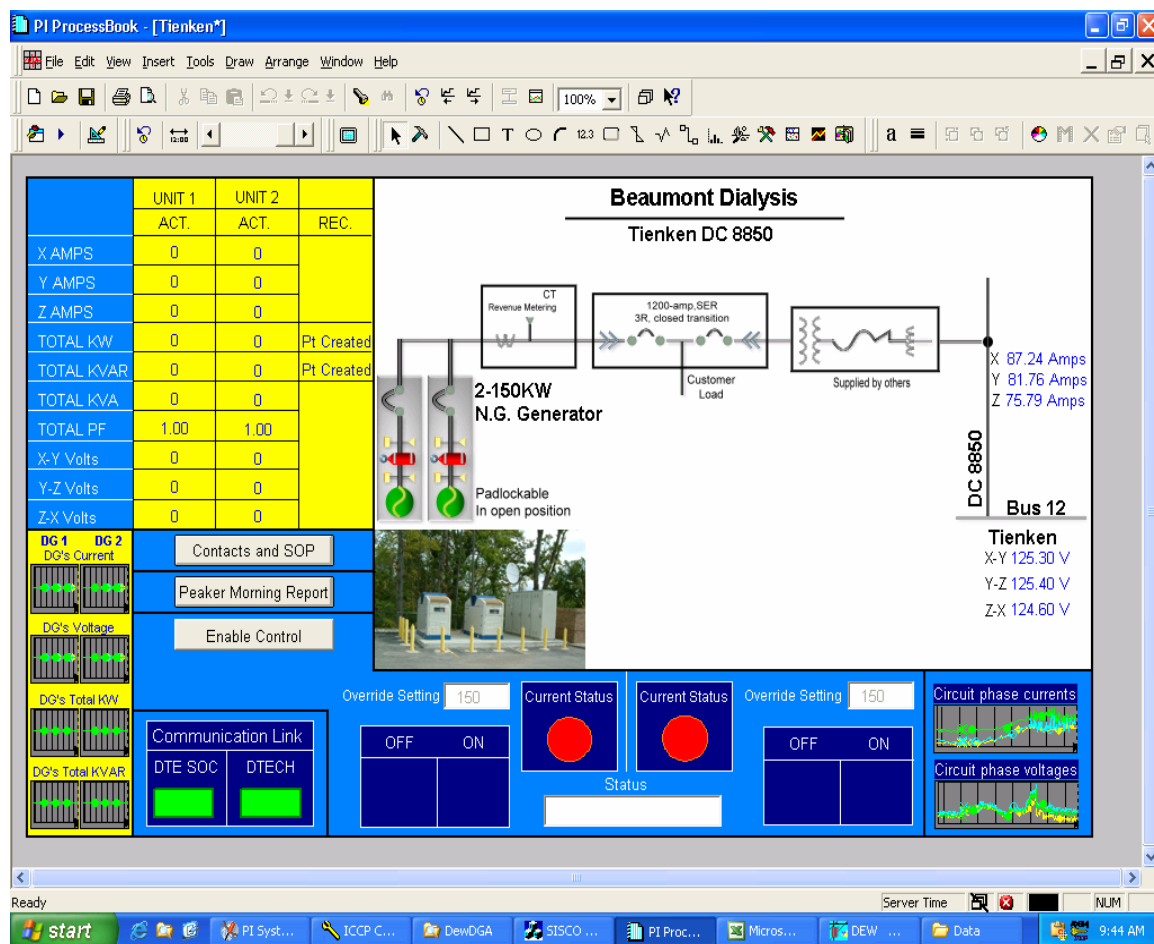 PI ProcessBook - [Tienken*]
File Edit View Insert Tools Draw Arrange Window Help
100%
12:00
T
12.3
a
M
UNIT 1 UNIT 2
ACT. ACT. REC.
X AMPS 0 0
Y AMPS 0 0
Z AMPS 0 0
TOTAL KW 0 0 Pt Created
TOTAL KVAR 0 0 Pt Created
TOTAL KVA 0 0
TOTAL PF 1.00 1.00
X-Y Volts 0 0
Y-Z Volts 0 0
Z-X Volts 0 0
Beaumont Dialysis
Tienken DC 8850
CT
Revenue Metering
1200-amp,SER
3R, closed transition
Customer
Load
Supplied by others
2-150KW
N.G. Generator
Padlockable
In open position
X 87.24 Amps
Y 81.76 Amps
Z 75.79 Amps
DC 8850
Bus 12
Tienken
X-Y 125.30 V
Y-Z 125.40 V
Z-X 124.60 V
DG 1 DG 2
DG's Current
DG's Voltage
DG's Total KW
DG's Total KVAR
Contacts and SOP
Peaker Morning Report
Enable Control
Communication Link
DTE SOC DTECH
Override Setting 150
OFF ON
Current Status
Current Status
Status
Override Setting 150
OFF ON
Circuit phase currents
Circuit phase voltages
Ready
Server Time
NUM
start
PI Syst...
ICCP C...
DewDGA
SISCO ...
PI Proc...
Micros...
DEW ...
Data
9:44 AM